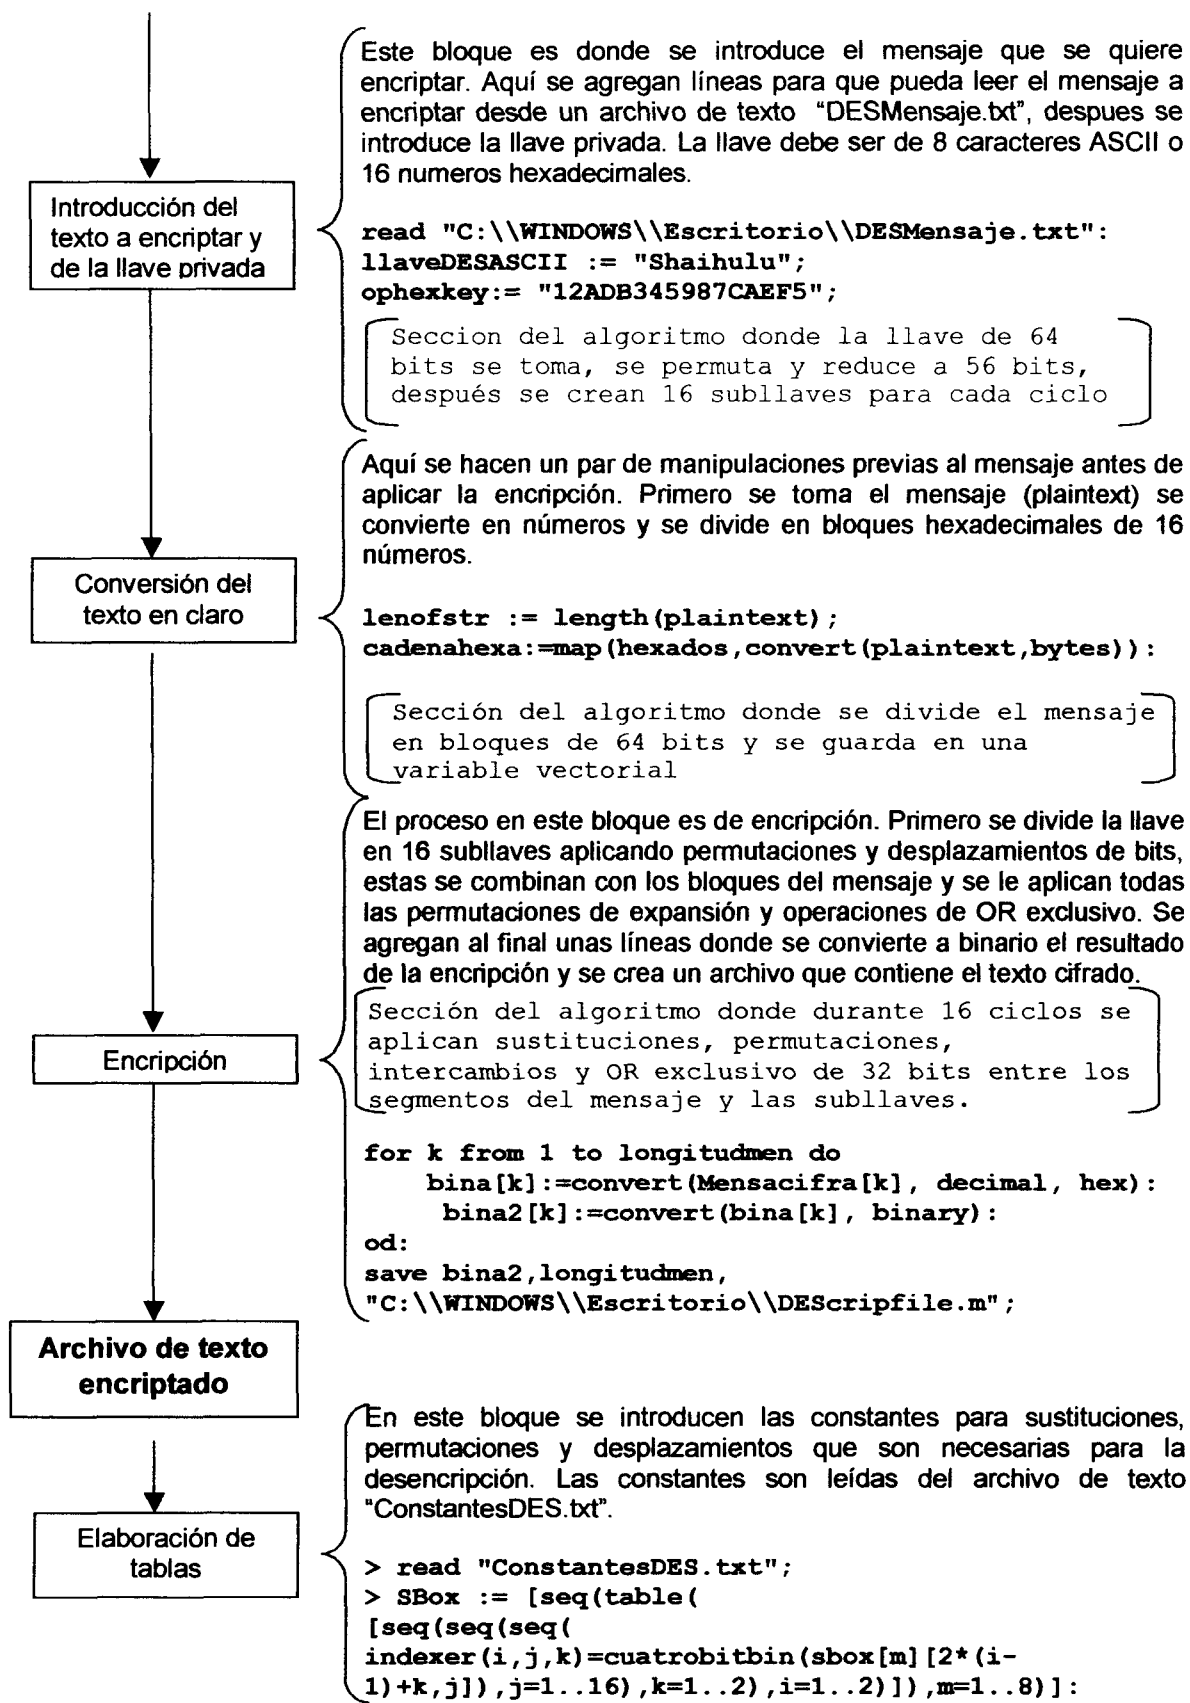 Este bloque es donde se introduce el mensaje que se quiere
encriptar. Aquí se agregan líneas para que pueda leer el mensaje a
encriptar desde un archivo de texto "DESMensaje.txt", despues se
introduce la llave privada. La llave debe ser de 8 caracteres ASCII o
16 numeros hexadecimales.
Introducción del
texto a encriptar y
de la llave privada
read "C:\\WINDOWS\\Escritorio\\DESMensaje.txt":
llaveDESASCII := "Shaihulu";
ophexkey:= "12ADB345987CAEF5";
Seccion del algoritmo donde la llave de 64
bits se toma, se permuta y reduce a 56 bits,
después se crean 16 subllaves para cada ciclo
Aquí se hacen un par de manipulaciones previas al mensaje antes de
aplicar la encripción. Primero se toma el mensaje (plaintext) se
convierte en números y se divide en bloques hexadecimales de 16
números.
Conversión del
texto en claro
lenofstr := length(plaintext);
cadenahexa:=map(hexados,convert(plaintext,bytes)):
Sección del algoritmo donde se divide el mensaje
en bloques de 64 bits y se guarda en una
variable vectorial
El proceso en este bloque es de encripción. Primero se divide la llave
en 16 subllaves aplicando permutaciones y desplazamientos de bits,
estas se combinan con los bloques del mensaje y se le aplican todas
las permutaciones de expansión y operaciones de OR exclusivo. Se
agregan al final unas líneas donde se convierte a binario el resultado
de la encripción y se crea un archivo que contiene el texto cifrado.
Encripción
Sección del algoritmo donde durante 16 ciclos se
aplican sustituciones, permutaciones,
intercambios y OR exclusivo de 32 bits entre los
segmentos del mensaje y las subllaves.
for k from 1 to longitudmen do
bina[k]:=convert(Mensacifra[k], decimal, hex):
bina2[k]:=convert(bina[k], binary):
od:
save bina2,longitudmen,
"C:\\WINDOWS\\Escritorio\\DEScripfile.m";
Archivo de texto
encriptado
En este bloque se introducen las constantes para sustituciones,
permutaciones y desplazamientos que son necesarias para la
desencripción. Las constantes son leídas del archivo de texto
"ConstantesDES.txt".
Elaboración de
tablas
> read "ConstantesDES.txt";
> SBox := [seq(table(
[seq(seq(seq(
indexer(i,j,k)=cuatrobitbin(sbox[m][2*(i-
1)+k,j]),j=1..16),k=1..2),i=1..2)]),m=1..8)]: